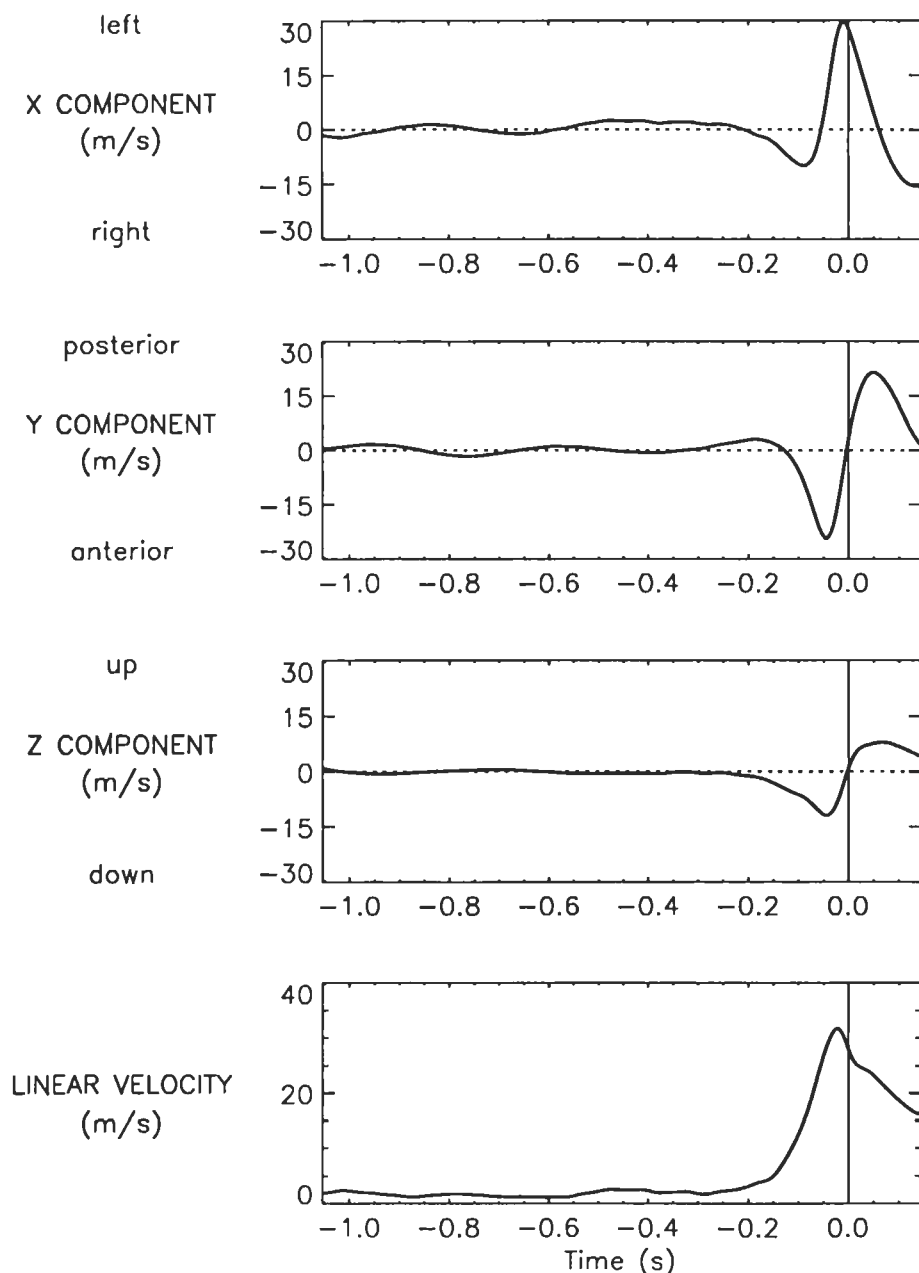 left
X COMPONENT
(m/s)
right
30
15
0
−15
−30
−1.0 −0.8 −0.6 −0.4 −0.2 0.0
posterior
Y COMPONENT
(m/s)
anterior
30
15
0
−15
−30
−1.0 −0.8 −0.6 −0.4 −0.2 0.0
up
Z COMPONENT
(m/s)
down
30
15
0
−15
−30
−1.0 −0.8 −0.6 −0.4 −0.2 0.0
LINEAR VELOCITY
(m/s)
40
20
0
−1.0 −0.8 −0.6 −0.4 −0.2 0.0
Time (s)